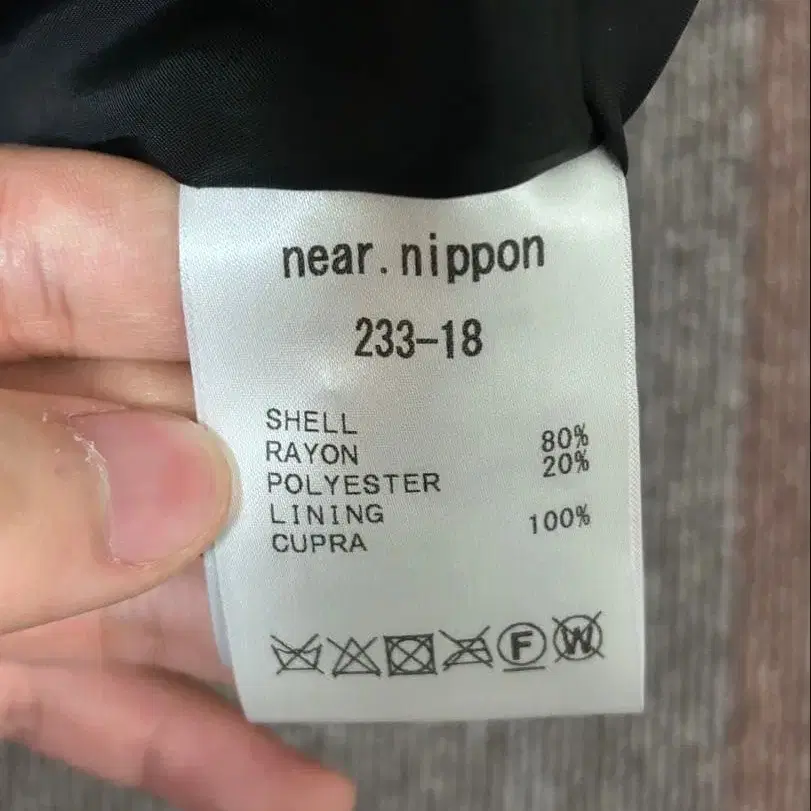 near.nippon
233-18
SHELL
RAYON 80%
POLYESTER 20%
LINING
CUPRA 100%
F W